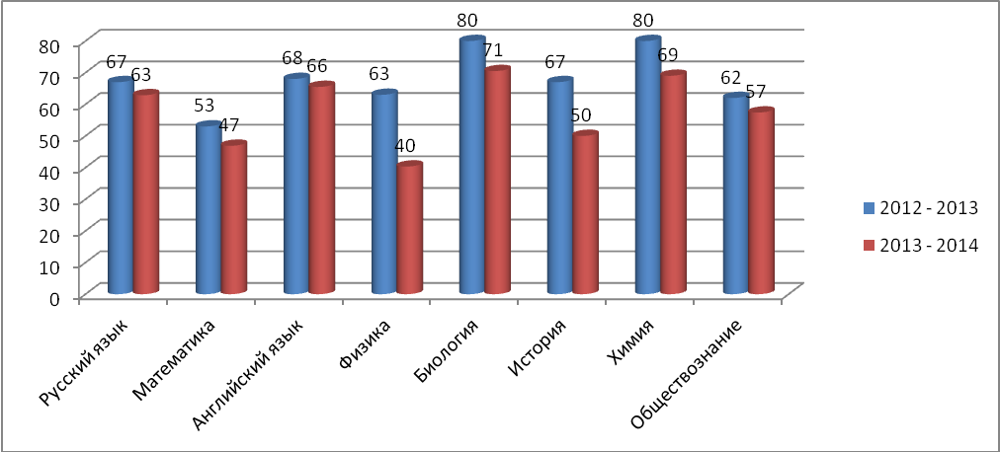 80
70
60
50
40
30
20
10
0
67
63
53
47
68
66
63
40
80
71
67
50
80
69
62
57
Русский язык
Математика
Английский язык
Физика
Биология
История
Химия
Обществознание
2012 - 2013
2013 - 2014